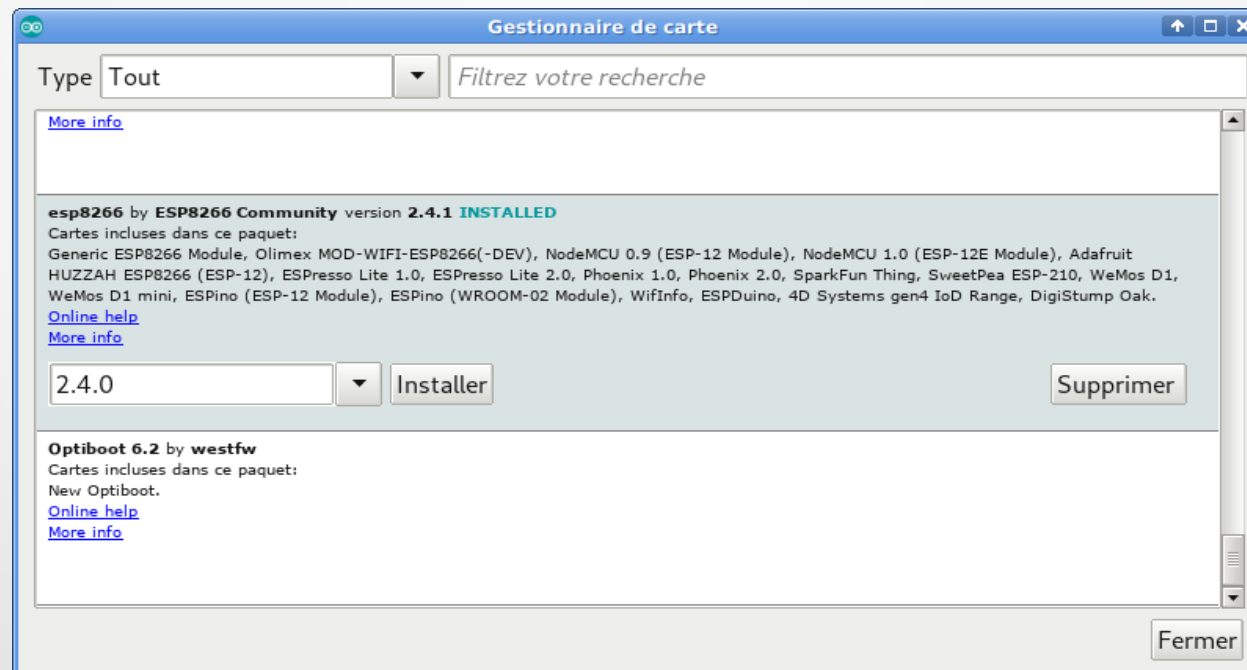 Gestionnaire de carte
Type Tout Filtrez votre recherche
More info
esp8266 by ESP8266 Community version 2.4.1 INSTALLED
Cartes incluses dans ce paquet:
Generic ESP8266 Module, Olimex MOD-WIFI-ESP8266(-DEV), NodeMCU 0.9 (ESP-12 Module), NodeMCU 1.0 (ESP-12E Module), Adafruit
HUZZAH ESP8266 (ESP-12), ESPresso Lite 1.0, ESPresso Lite 2.0, Phoenix 1.0, Phoenix 2.0, SparkFun Thing, SweetPea ESP-210, WeMos D1,
WeMos D1 mini, ESPino (ESP-12 Module), ESPino (WROOM-02 Module), WifInfo, ESPDuino, 4D Systems gen4 IoD Range, DigiStump Oak.
Online help
More info
2.4.0 Installer Supprimer
Optiboot 6.2 by westfw
Cartes incluses dans ce paquet:
New Optiboot.
Online help
More info
Fermer